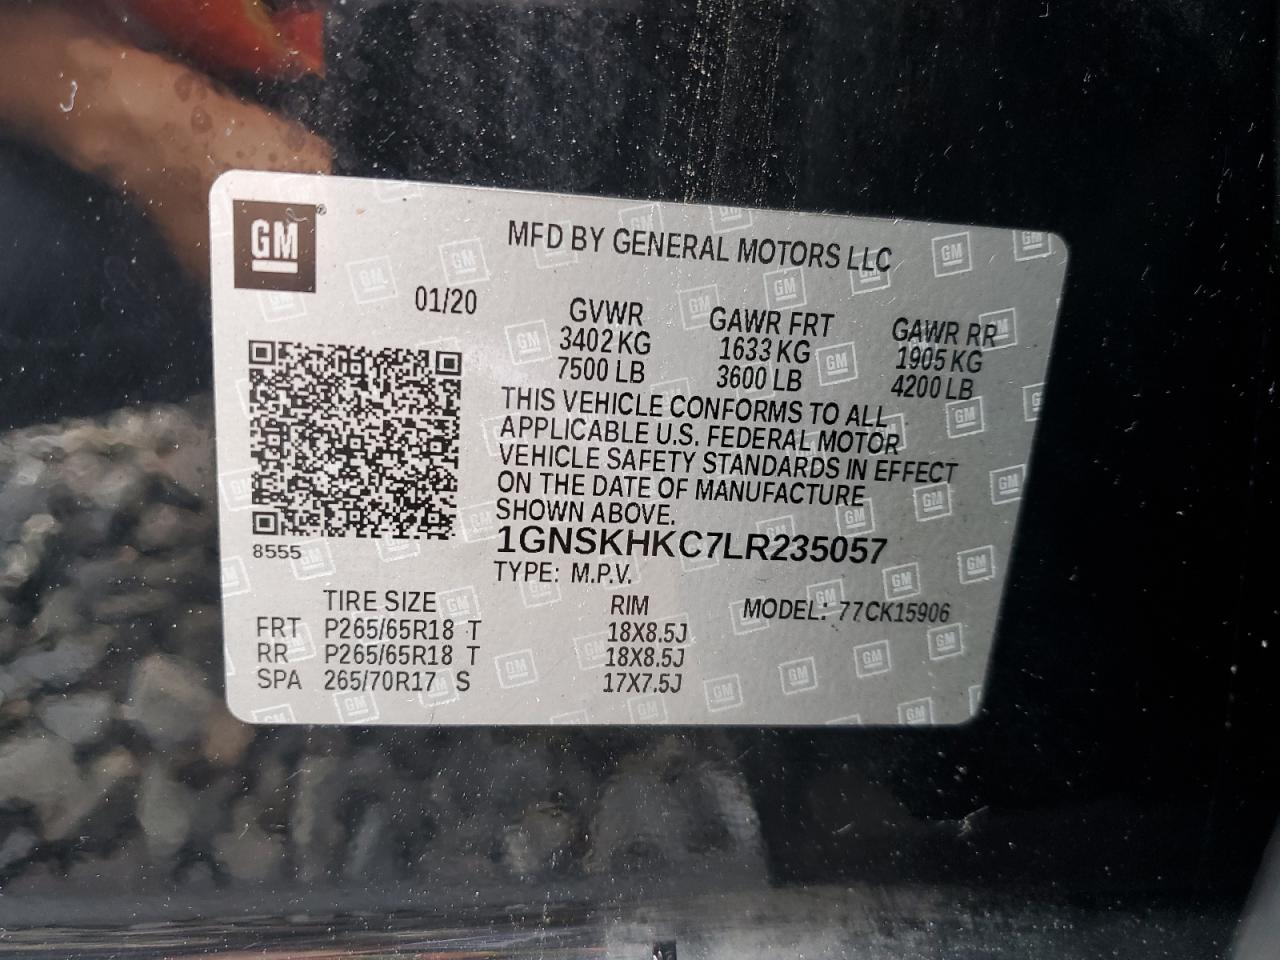 GM
MFD BY GENERAL MOTORS LLC
01/20
GVWR GAWR FRT GAWR RR
3402 KG 1633 KG 1905 KG
7500 LB 3600 LB 4200 LB
THIS VEHICLE CONFORMS TO ALL
APPLICABLE U.S. FEDERAL MOTOR
VEHICLE SAFETY STANDARDS IN EFFECT
ON THE DATE OF MANUFACTURE
SHOWN ABOVE.
8555
1GNSKHKC7LR235057
TYPE: M.P.V.
TIRE SIZE RIM MODEL: 77CK15906
FRT P265/65R18 T 18X8.5J
RR P265/65R18 T 18X8.5J
SPA 265/70R17 S 17X7.5J